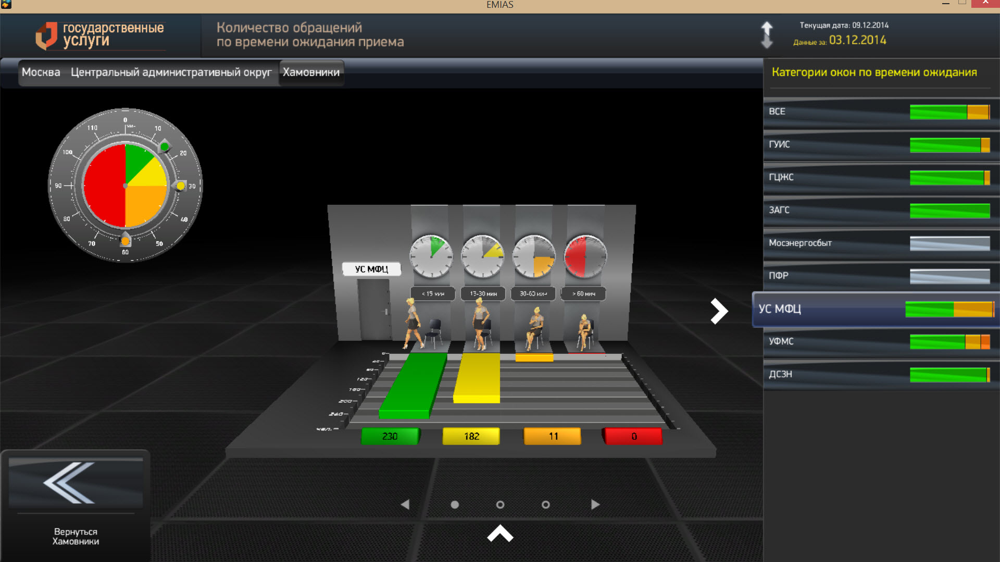 EMIAS
государственные
услуги
Количество обращений
по времени ожидания приема
Текущая дата: 09.12.2014
Данные за: 03.12.2014
Москва Центральный административный округ Хамовники
Категории окон по времени ожидания
ВСЕ
ГУИС
ГЦЖС
ЗАГС
Мосэнергосбыт
ПФР
УС МФЦ
УФМС
ДСЗН
0
10
20
30
40
50
60
70
80
90
100
110
УС МФЦ
< 15 мин
15-30 мин
30-60 мин
> 60 мин
0
40
80
120
160
200
240
чел.
230
182
11
0
Вернуться
Хамовники